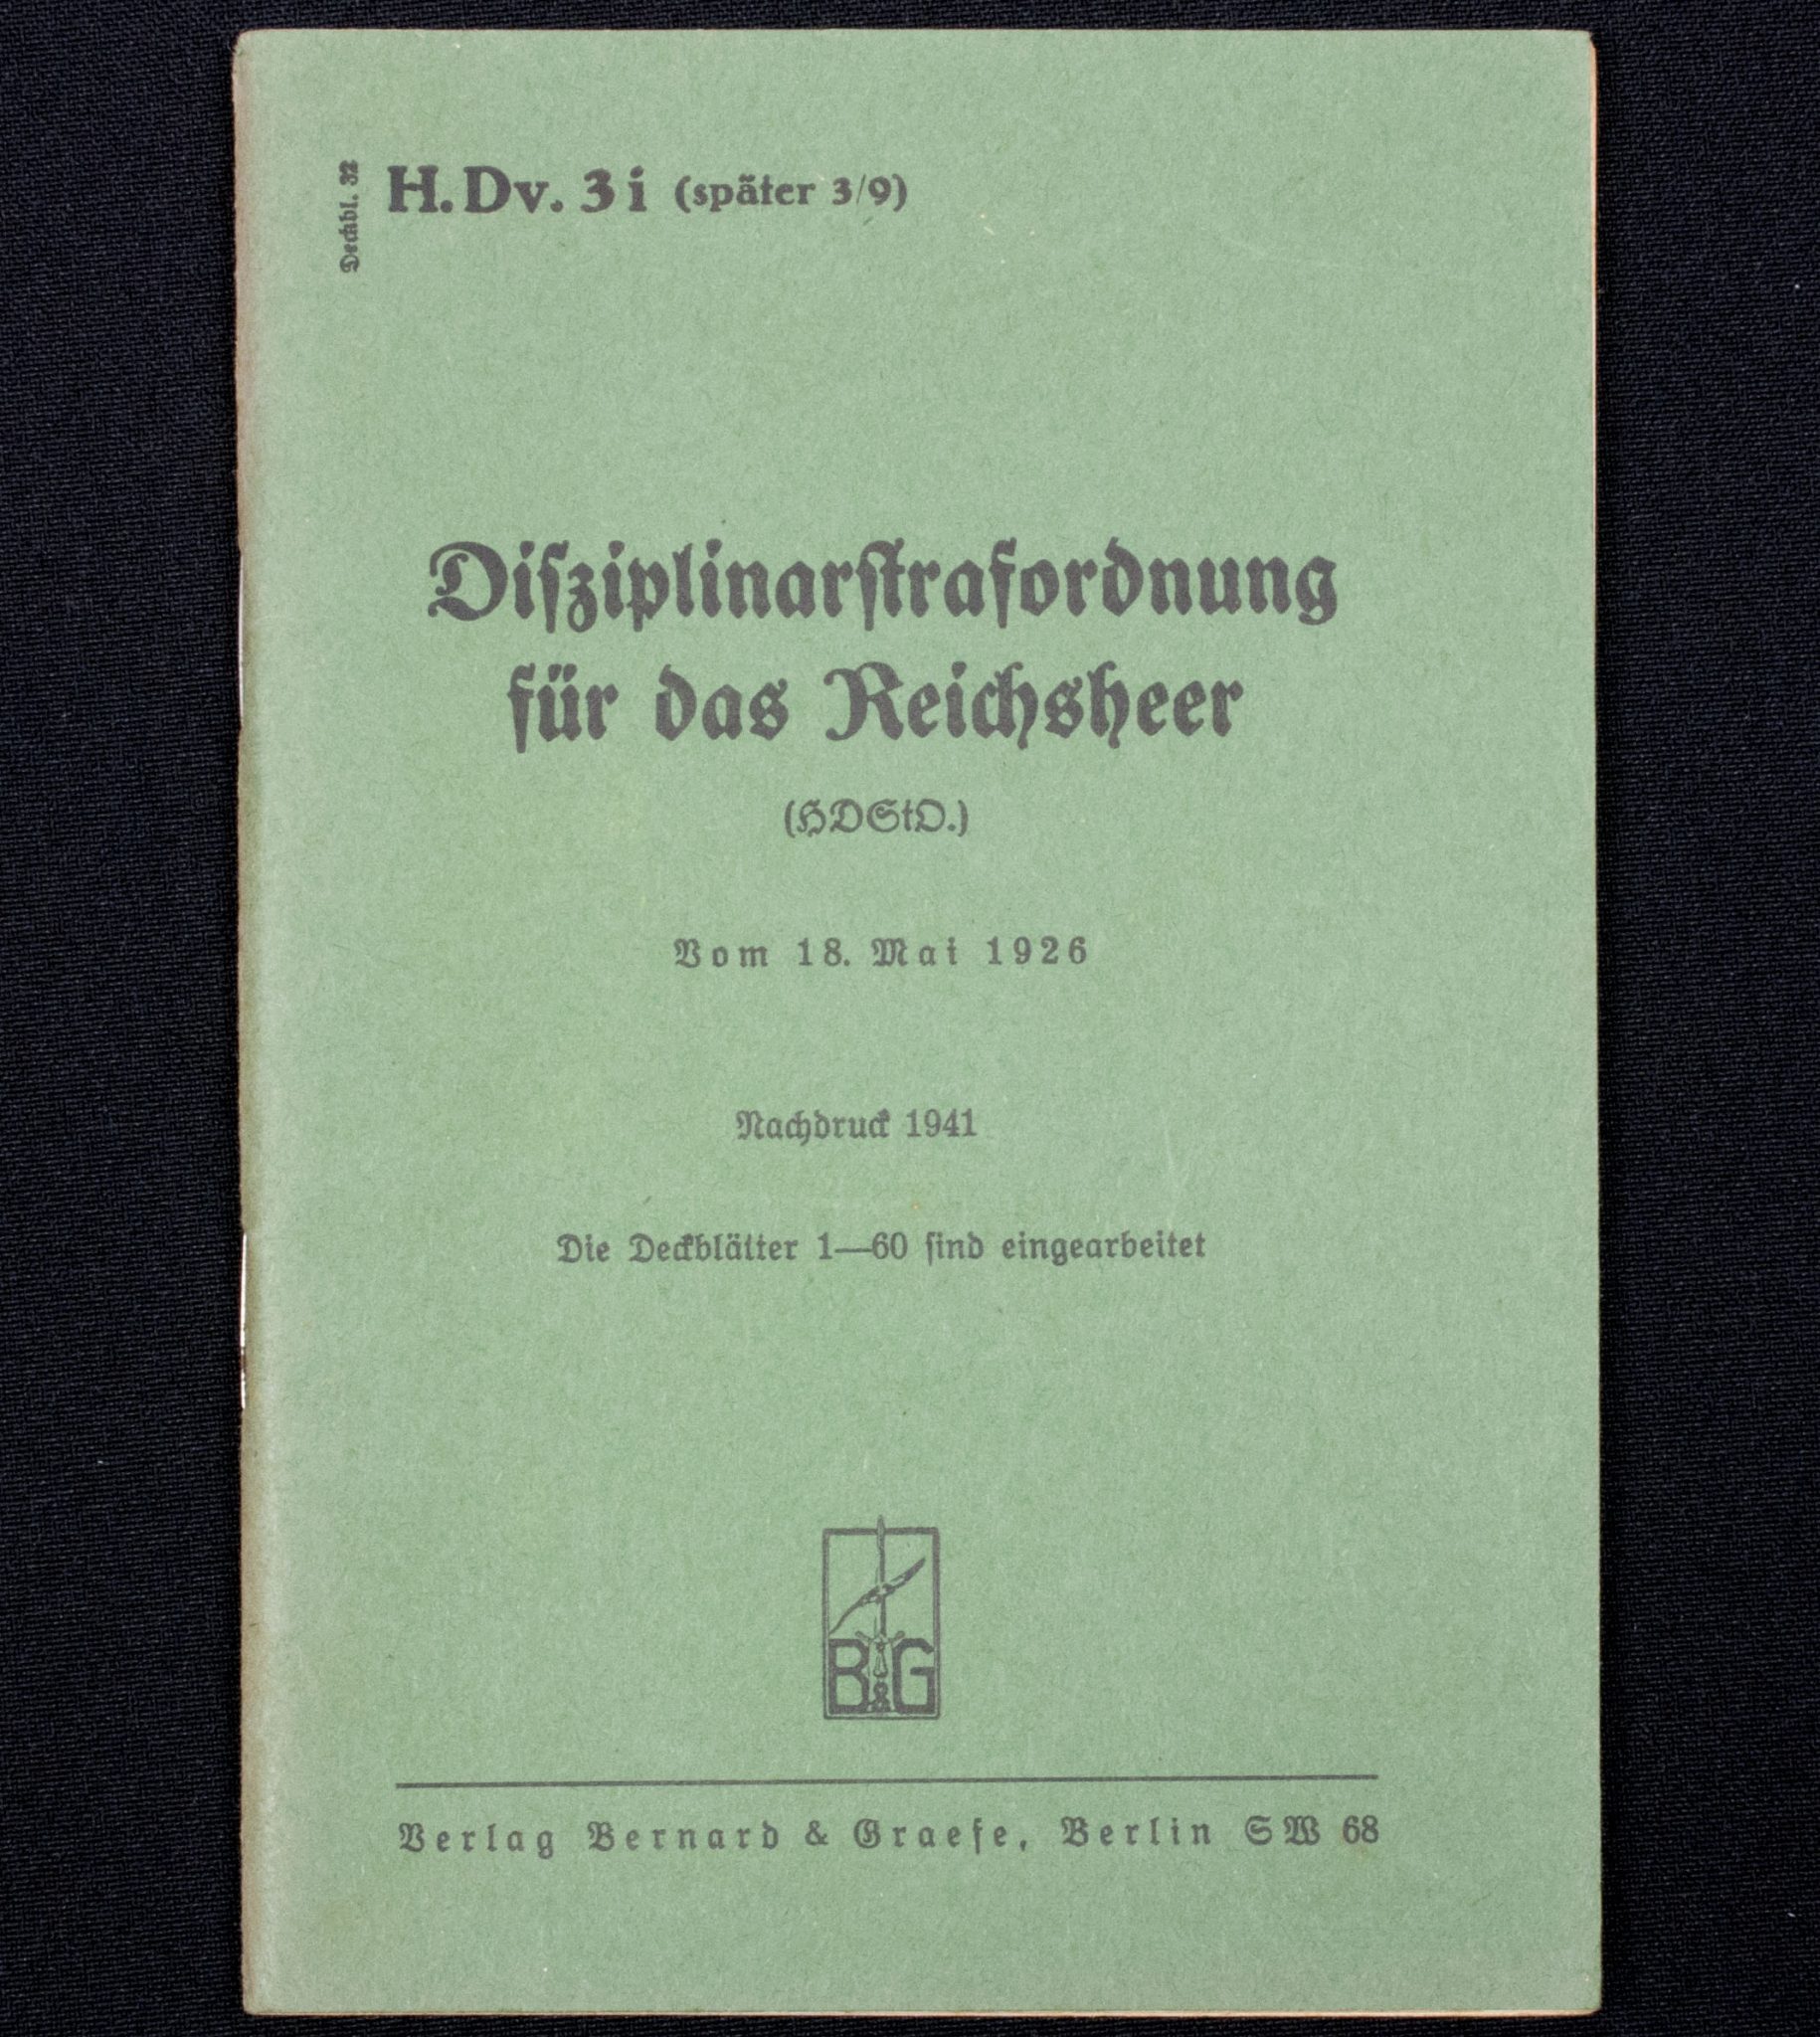 Deckbl. 32
H. Dv. 3 i (später 3/9)
Diſziplinarſtrafordnung
für das Reichsheer
(HDStO.)
Vom 18. Mai 1926
Nachdruck 1941
Die Deckblätter 1—60 ſind eingearbeitet
B&G
Verlag Bernard & Graefe, Berlin SW 68